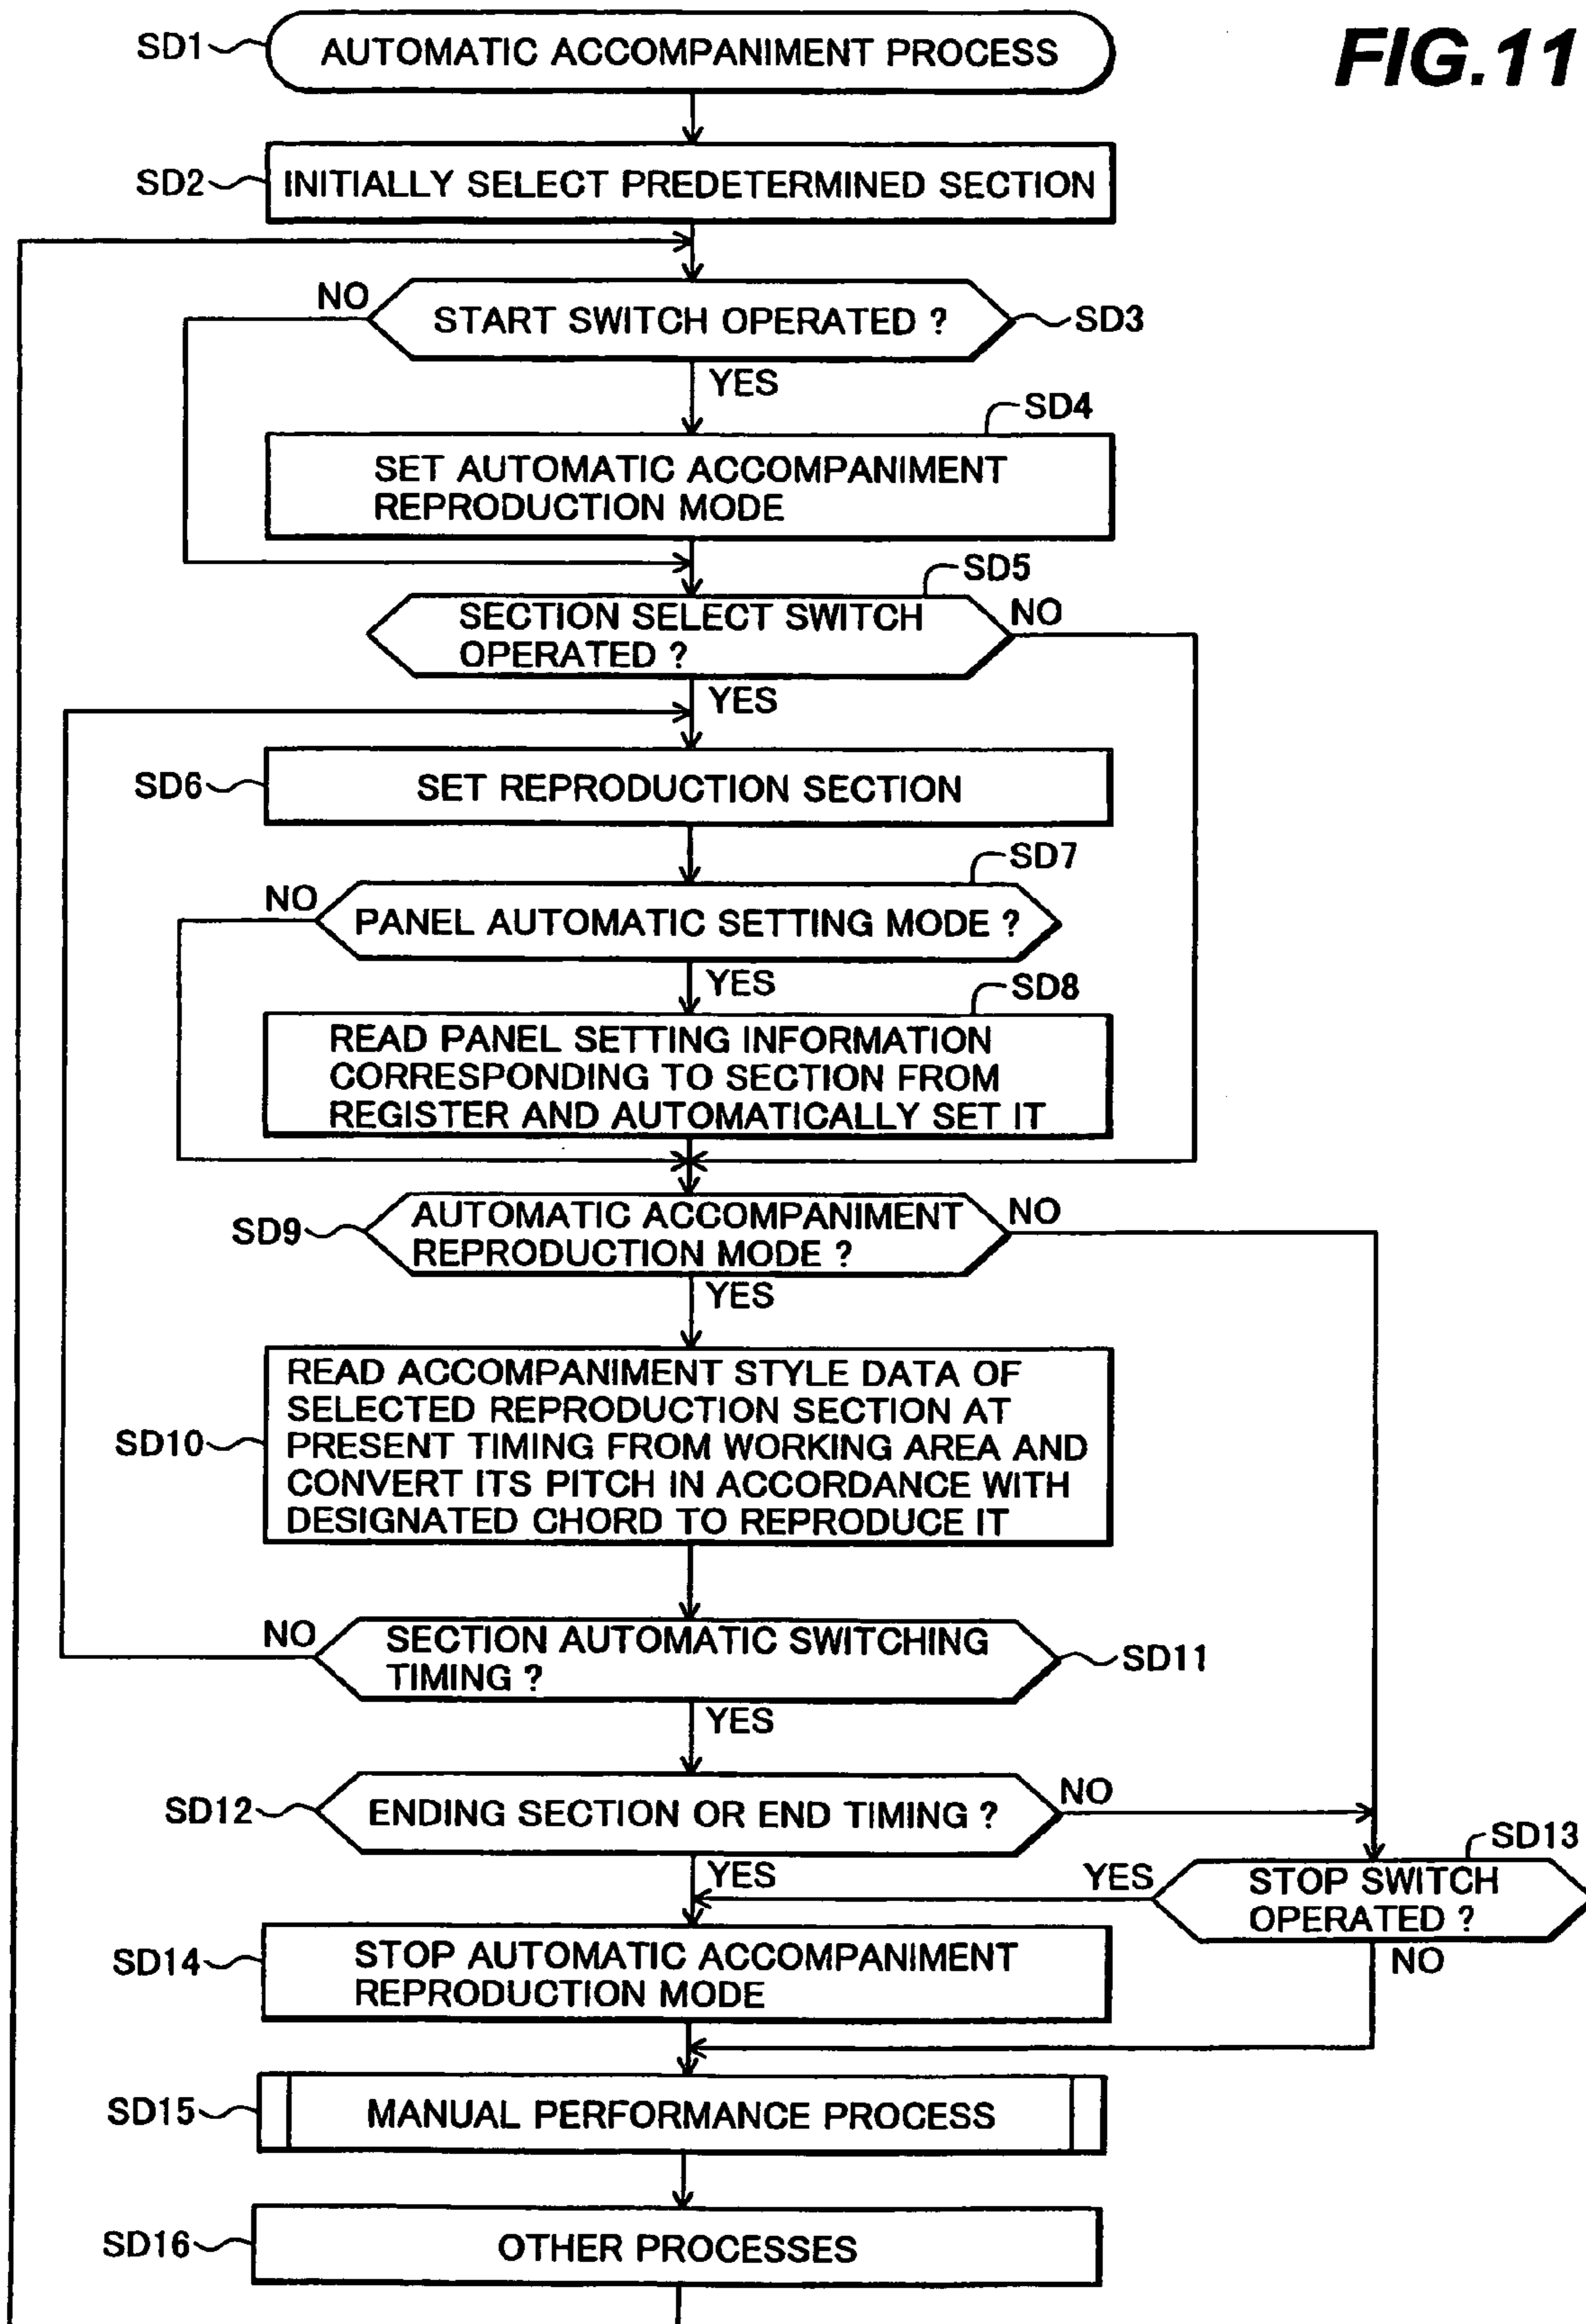 FIG.11
SD1
AUTOMATIC ACCOMPANIMENT PROCESS
SD2
INITIALLY SELECT PREDETERMINED SECTION
NO
START SWITCH OPERATED ?
SD3
YES
SD4
SET AUTOMATIC ACCOMPANIMENT
REPRODUCTION MODE
SD5
SECTION SELECT SWITCH
OPERATED ?
NO
YES
SD6
SET REPRODUCTION SECTION
SD7
NO
PANEL AUTOMATIC SETTING MODE ?
YES
SD8
READ PANEL SETTING INFORMATION
CORRESPONDING TO SECTION FROM
REGISTER AND AUTOMATICALLY SET IT
SD9
AUTOMATIC ACCOMPANIMENT
REPRODUCTION MODE ?
NO
YES
SD10
READ ACCOMPANIMENT STYLE DATA OF
SELECTED REPRODUCTION SECTION AT
PRESENT TIMING FROM WORKING AREA AND
CONVERT ITS PITCH IN ACCORDANCE WITH
DESIGNATED CHORD TO REPRODUCE IT
NO
SECTION AUTOMATIC SWITCHING
TIMING ?
SD11
YES
SD12
ENDING SECTION OR END TIMING ?
NO
SD13
YES
YES
STOP SWITCH
OPERATED ?
NO
SD14
STOP AUTOMATIC ACCOMPANIMENT
REPRODUCTION MODE
SD15
MANUAL PERFORMANCE PROCESS
SD16
OTHER PROCESSES